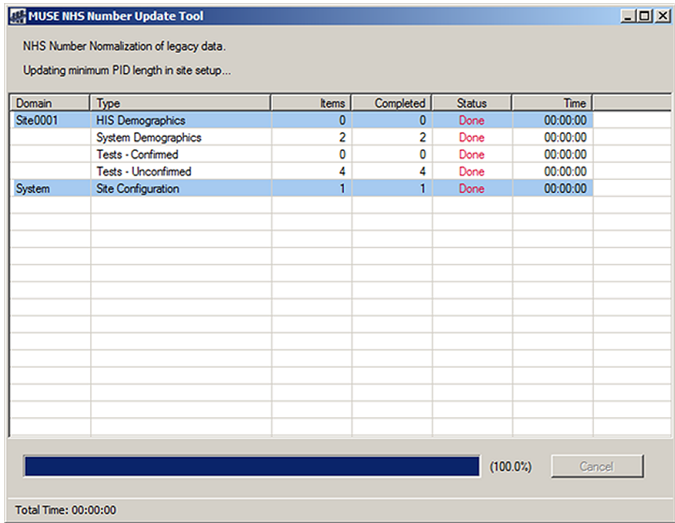 MUSE NHS Number Update Tool
NHS Number Normalization of legacy data.
Updating minimum PID length in site setup...
Domain Type Items Completed Status Time
Site0001 HIS Demographics 0 0 Done 00:00:00
System Demographics 2 2 Done 00:00:00
Tests - Confirmed 0 0 Done 00:00:00
Tests - Unconfirmed 4 4 Done 00:00:00
System Site Configuration 1 1 Done 00:00:00
(100.0%) Cancel
Total Time: 00:00:00